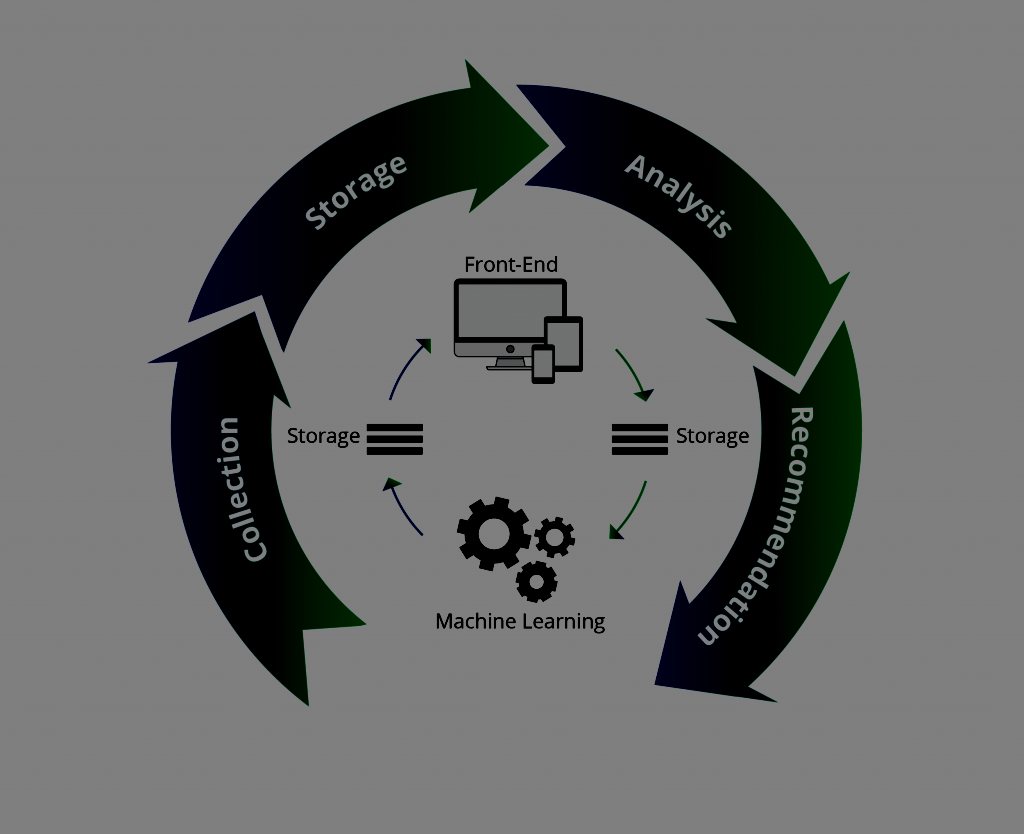 Storage
Analysis
Front-End
Collection
Storage
Storage
Recommendation
Machine Learning